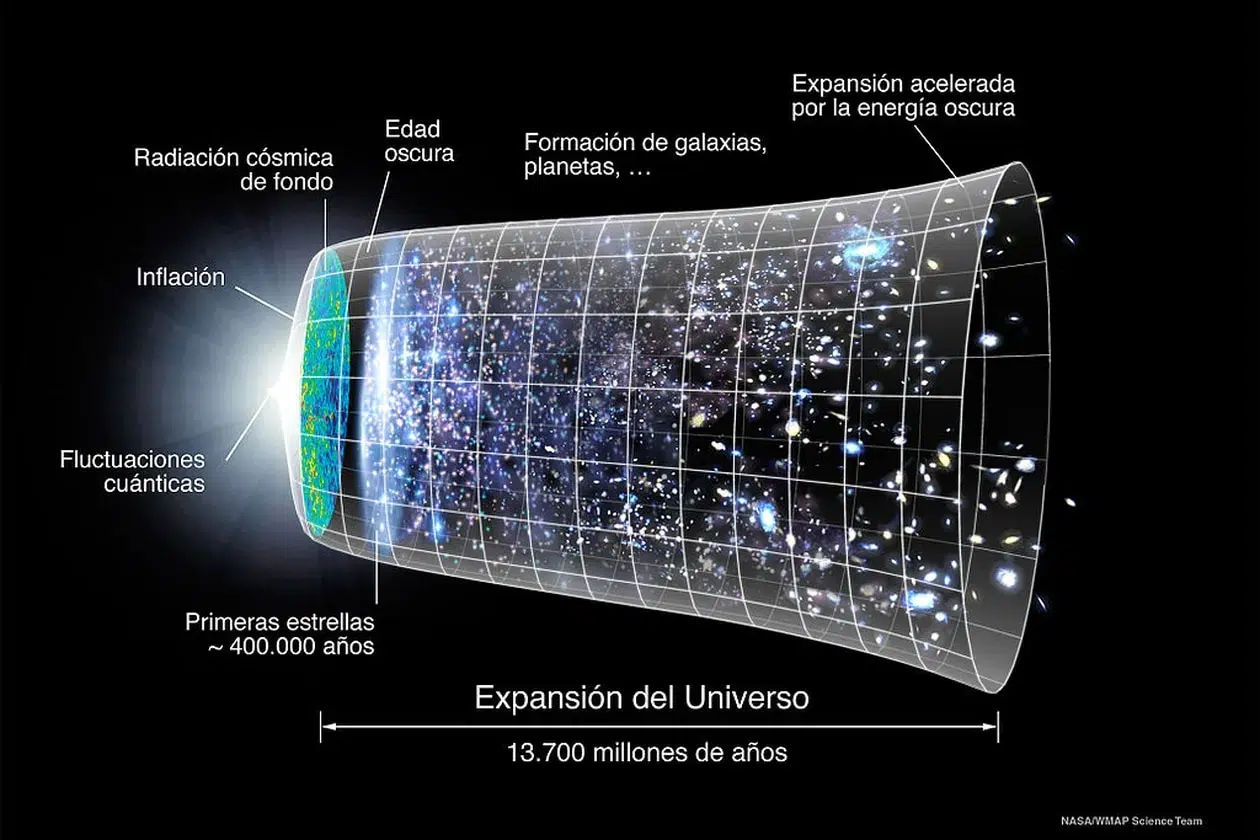 Expansión acelerada
por la energía oscura
Edad
oscura
Formación de galaxias,
planetas, …
Radiación cósmica
de fondo
Inflación
Fluctuaciones
cuánticas
Primeras estrellas
~ 400.000 años
Expansión del Universo
13.700 millones de años
NASA/WMAP Science Team